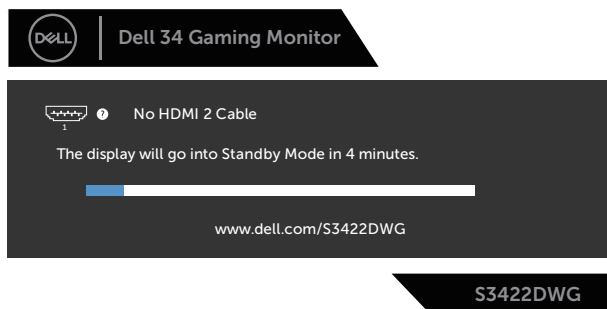 DELL
Dell 34 Gaming Monitor
? No HDMI 2 Cable
1
The display will go into Standby Mode in 4 minutes.
www.dell.com/S3422DWG
S3422DWG